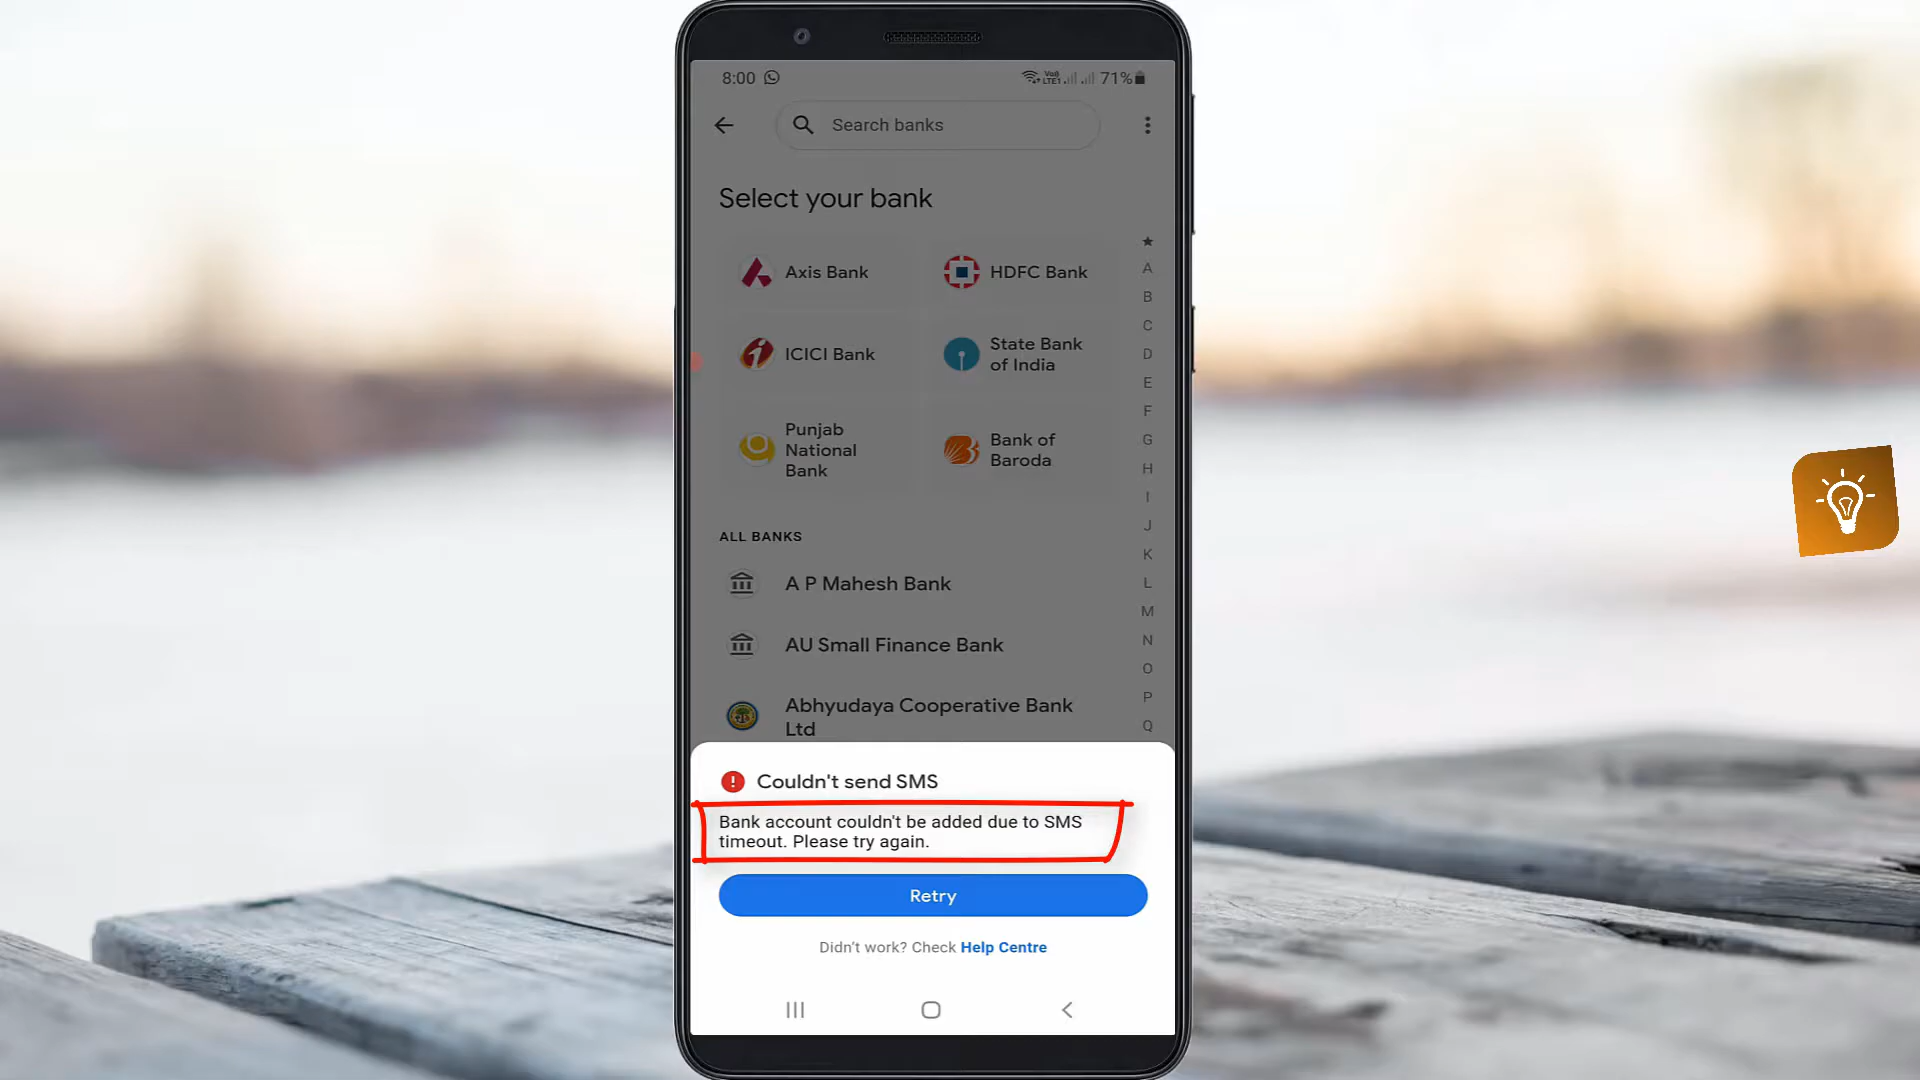 8:00
Vo)) LTE1 71%
Search banks
Select your bank
Axis Bank
HDFC Bank
ICICI Bank
State Bank
of India
Punjab
National
Bank
Bank of
Baroda
ALL BANKS
A P Mahesh Bank
AU Small Finance Bank
Abhyudaya Cooperative Bank
Ltd
A
B
C
D
E
F
G
H
I
J
K
L
M
N
O
P
Q
Couldn't send SMS
Bank account couldn't be added due to SMS
timeout. Please try again.
Retry
Didn't work? Check Help Centre